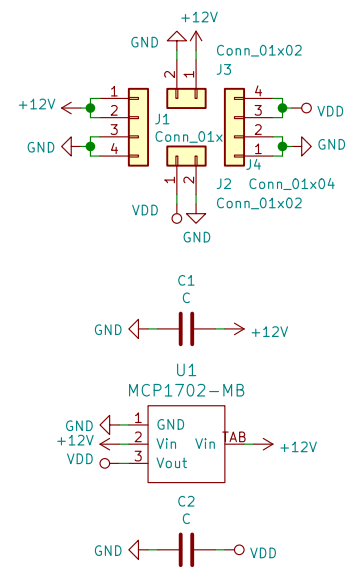 +12V
GND
Conn_01x02
2
1
J3
1
4
+12V
2
J1
3
VDD
3
Conn_01x
2
GND
GND
4
1
J4
1
2
J2
Conn_01x04
VDD
Conn_01x02
GND
C1
C
GND
+12V
U1
MCP1702-MB
GND
1
GND
+12V
2
Vin
Vin
TAB
+12V
VDD
3
Vout
C2
C
GND
VDD